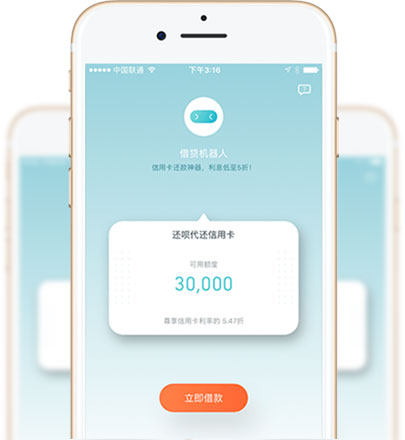 中国联通
下午3:16
借贷机器人
信用卡还款神器，利息低至5折！
还呗代还信用卡
可用额度
30,000
尊享信用卡利率的 5.47折
立即借款